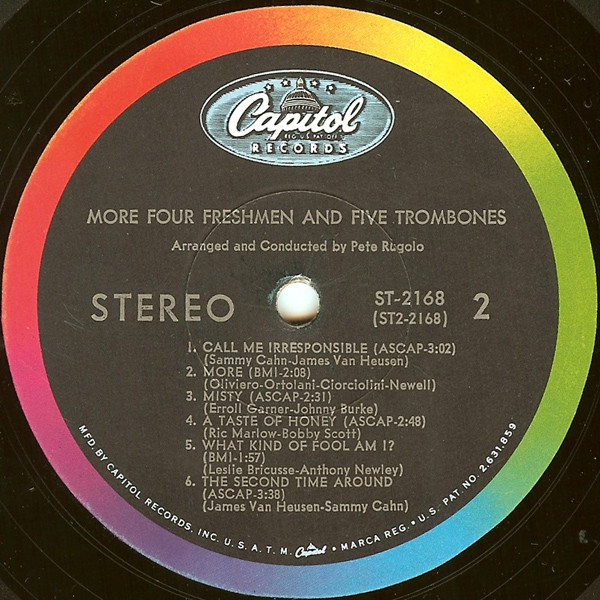 Capitol
REG. U.S. PAT. OFF.
RECORDS
MORE FOUR FRESHMEN AND FIVE TROMBONES
Arranged and Conducted by Pete Rugolo
STEREO
ST-2168
(ST2-2168)
2
1. CALL ME IRRESPONSIBLE (ASCAP-3:02)
(Sammy Cahn-James Van Heusen)
2. MORE (BMI-2:08)
(Oliviero-Ortolani-Ciorciolini-Newell)
3. MISTY (ASCAP-2:31)
(Erroll Garner-Johnny Burke)
4. A TASTE OF HONEY (ASCAP-2:48)
(Ric Marlow-Bobby Scott)
5. WHAT KIND OF FOOL AM I?
(BMI-1:57)
(Leslie Bricusse-Anthony Newley)
6. THE SECOND TIME AROUND
(ASCAP-3:38)
(James Van Heusen-Sammy Cahn)
MFD. BY CAPITOL RECORDS, INC. U.S.A. T.M. Capitol • MARCA REG. • U.S. PAT. NO. 2,631,859